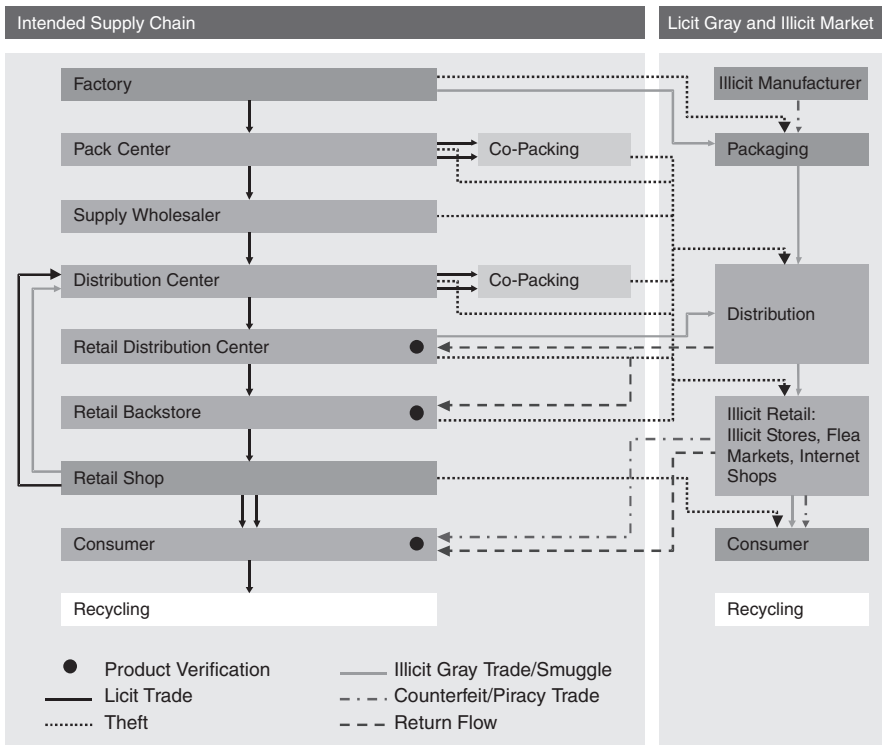 Intended Supply Chain
Licit Gray and Illicit Market
Factory
Illicit Manufacturer
Pack Center
Co-Packing
Packaging
Supply Wholesaler
Distribution Center
Co-Packing
Distribution
Retail Distribution Center
Retail Backstore
Illicit Retail:
Illicit Stores, Flea
Markets, Internet
Shops
Retail Shop
Consumer
Consumer
Recycling
Recycling
Product Verification
Illicit Gray Trade/Smuggle
Licit Trade
Counterfeit/Piracy Trade
Theft
Return Flow